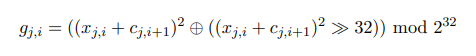 g_{j,i} = ((x_{j,i} + c_{j,i+1})^2 ⊕ ((x_{j,i} + c_{j,i+1})^2 ≫ 32)) mod 2^{32}